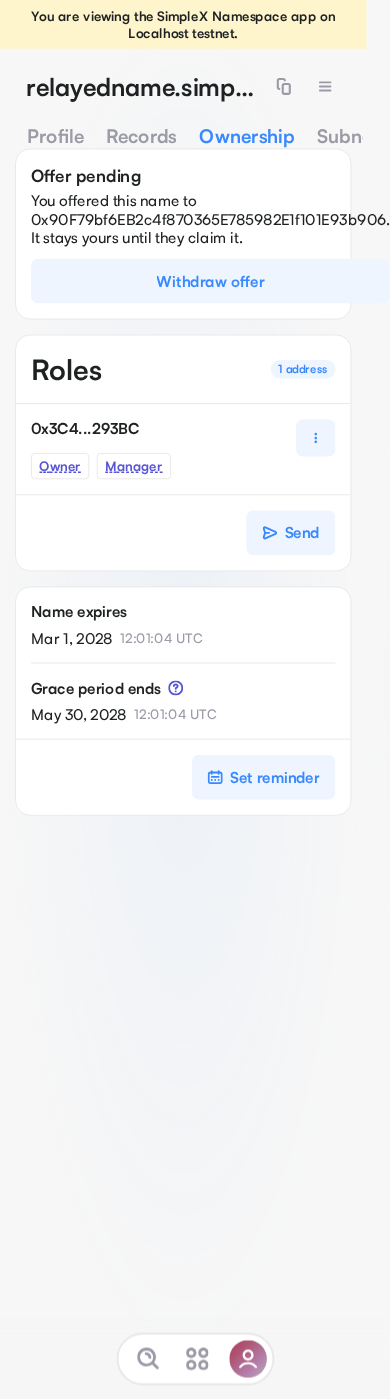 You are viewing the SimpleX Namespace app on
Localhost testnet.
relayedname.simp...
Profile Records Ownership Subn
Offer pending
You offered this name to
0x90F79bf6EB2c4f870365E785982E1f101E93b906.
It stays yours until they claim it.
Withdraw offer
Roles
1 address
0x3C4...293BC
Owner Manager
Send
Name expires
Mar 1, 2028 12:01:04 UTC
Grace period ends
May 30, 2028 12:01:04 UTC
Set reminder